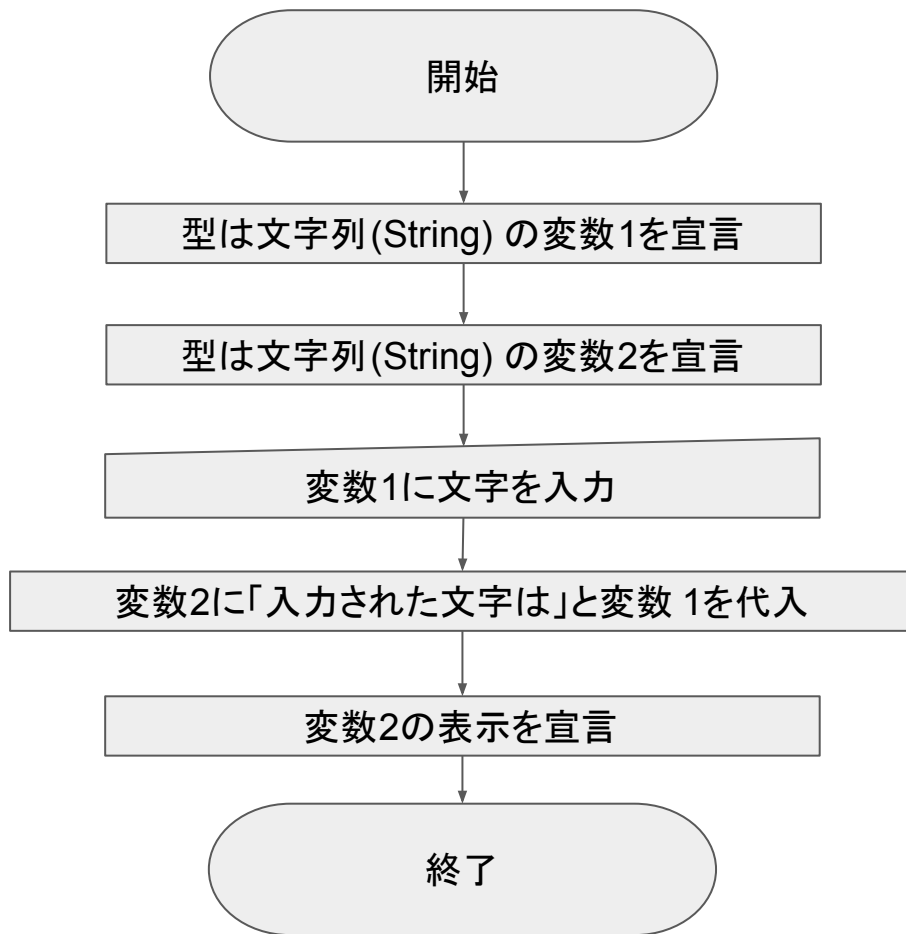 開始
型は文字列(String) の変数1を宣言
型は文字列(String) の変数2を宣言
変数1に文字を入力
変数2に「入力された文字は」と変数 1を代入
変数2の表示を宣言
終了